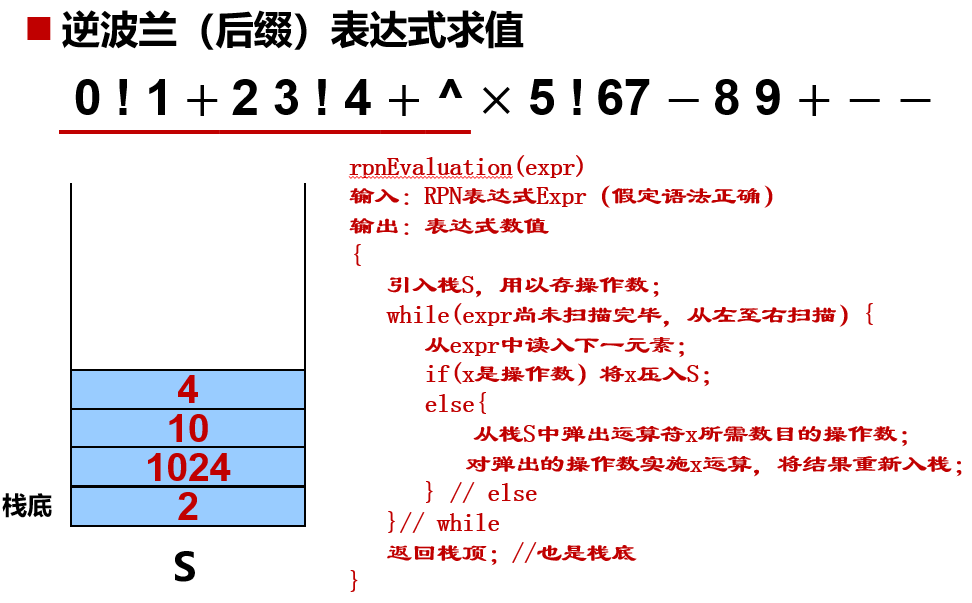 逆波兰（后缀）表达式求值
0 ! 1 + 2 3 ! 4 + ^ × 5 ! 67 － 8 9 + － －
rpnEvaluation(expr)
输入：RPN表达式Expr（假定语法正确）
输出：表达式数值
{
引入栈S，用以存操作数；
while(expr尚未扫描完毕，从左至右扫描）{
从expr中读入下一元素；
if(x是操作数）将x压入S；
else{
从栈S中弹出运算符x所需数目的操作数；
对弹出的操作数实施x运算，将结果重新入栈；
} // else
}// while
返回栈顶；//也是栈底
}
4
10
1024
2
栈底
S